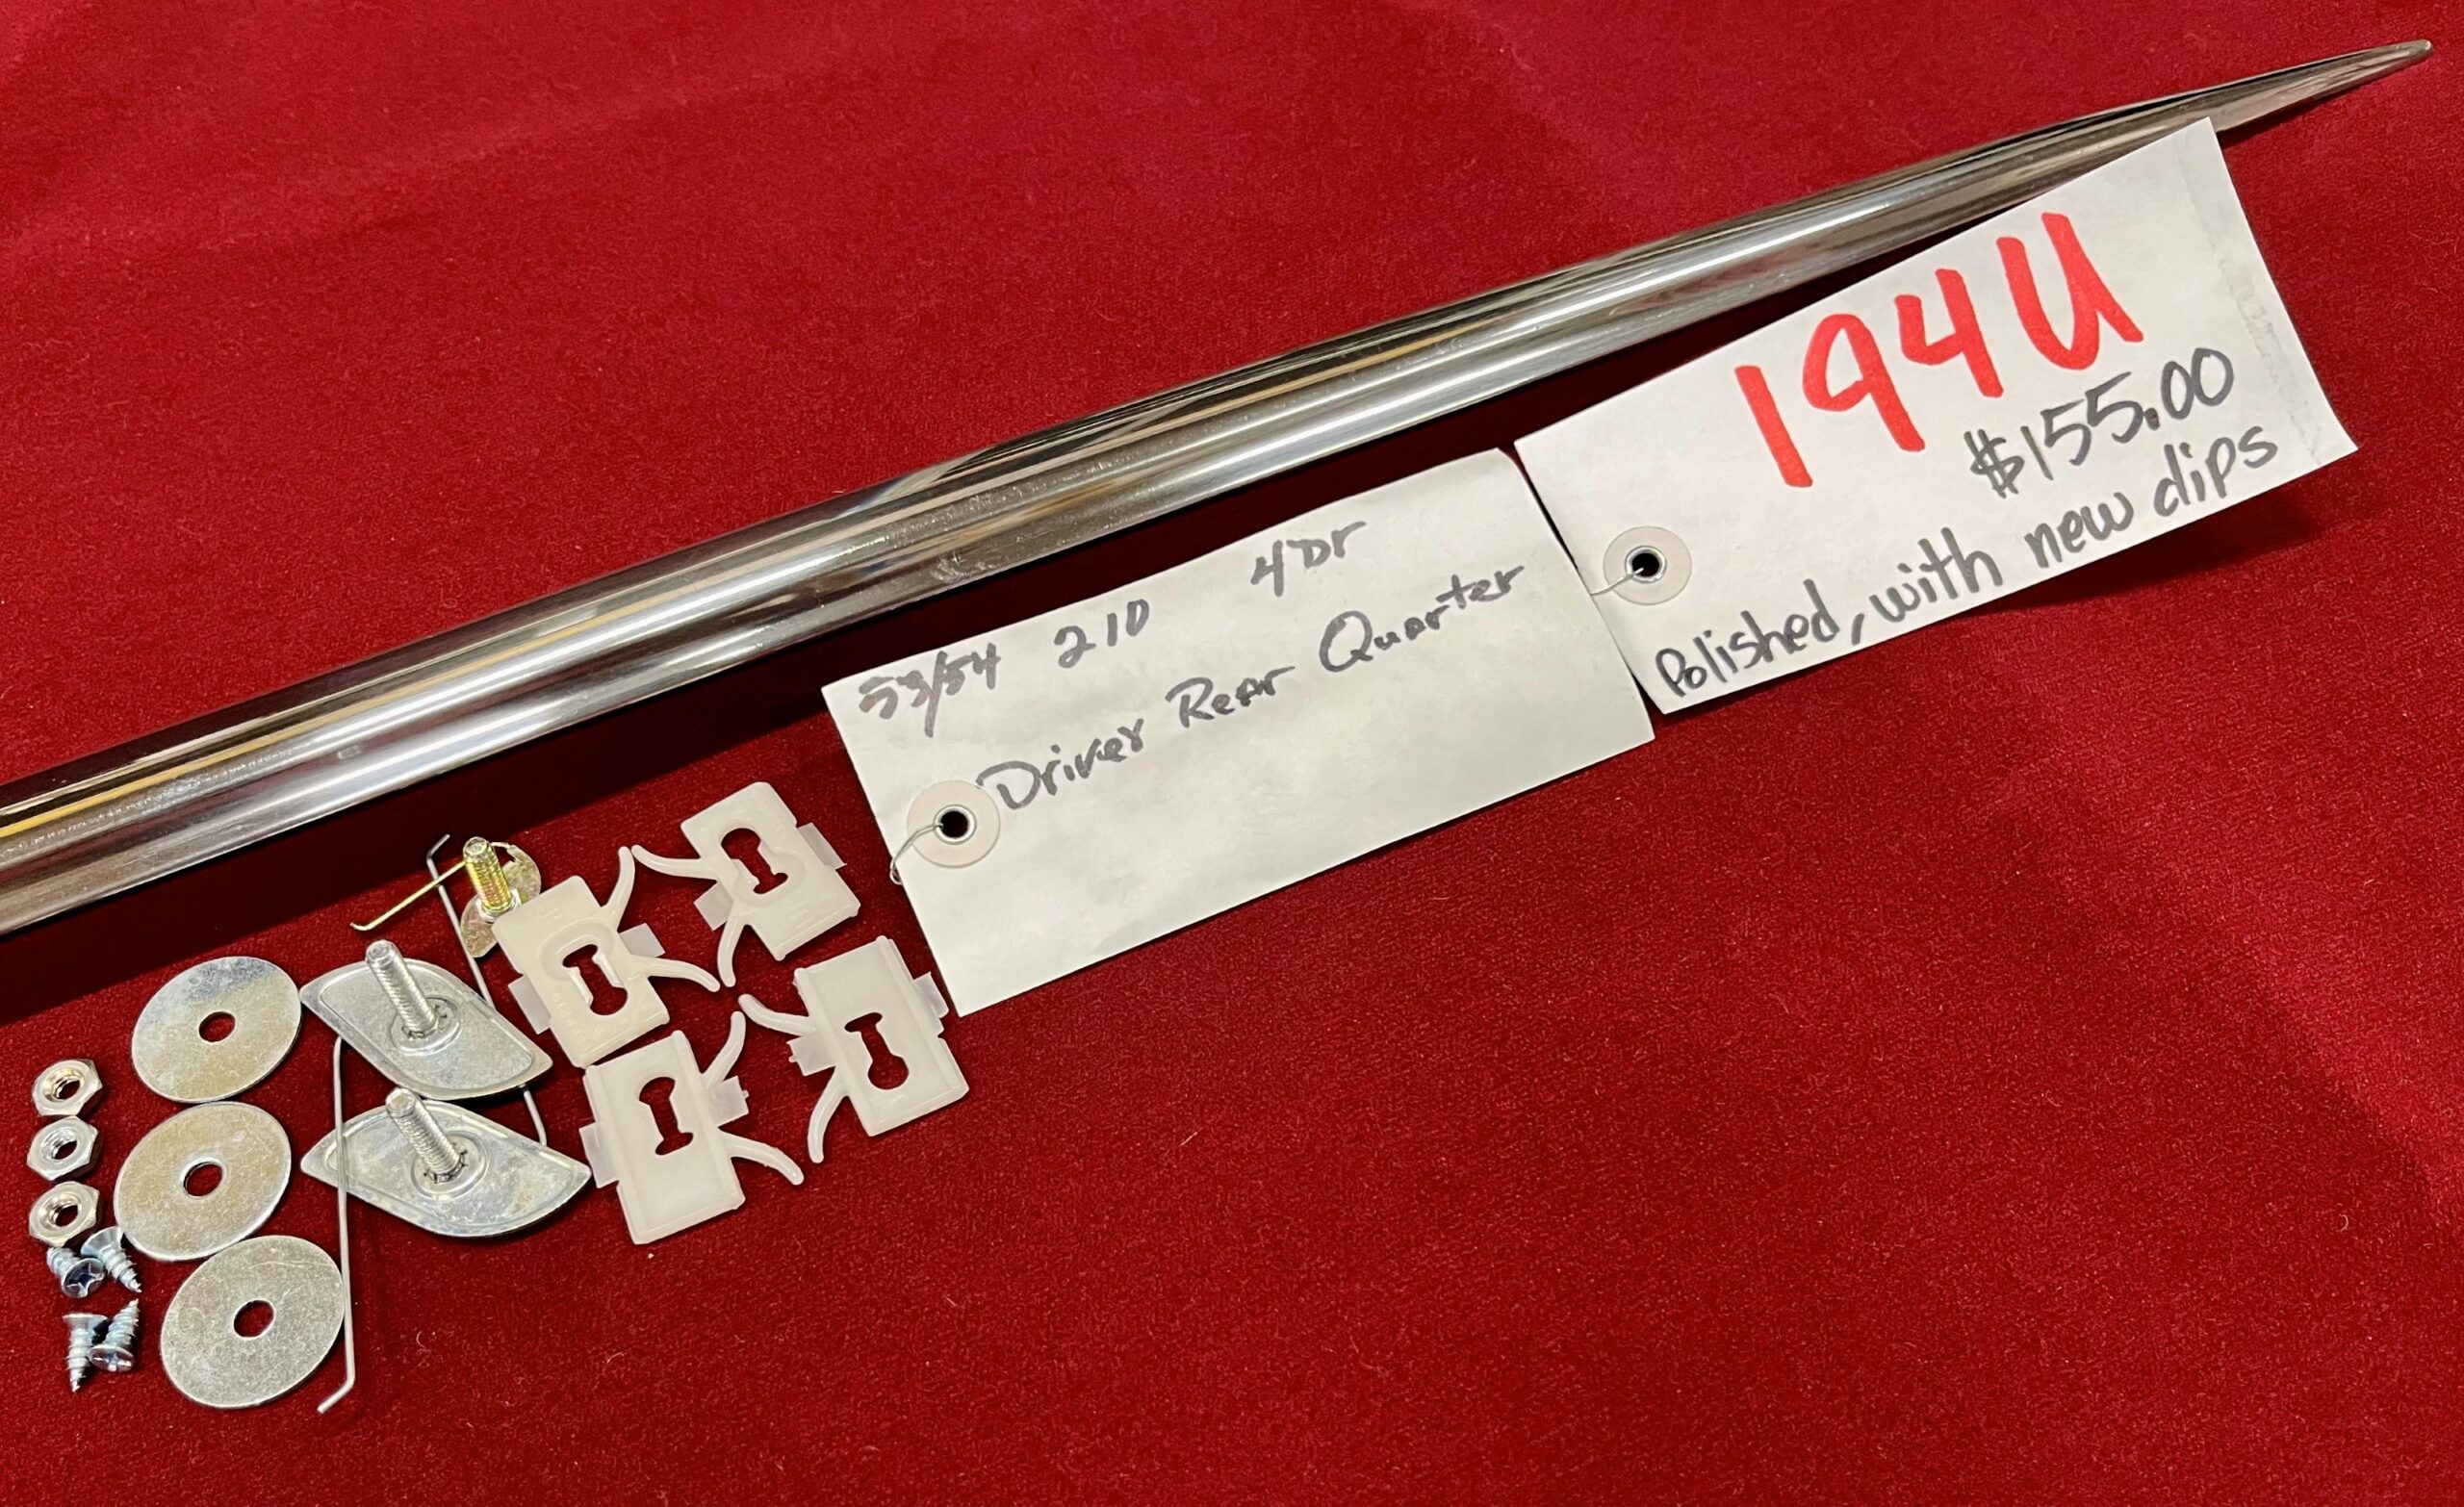 194U
$155.00
Polished, with new clips
53/54 210 4Dr
Driver Rear Quarter